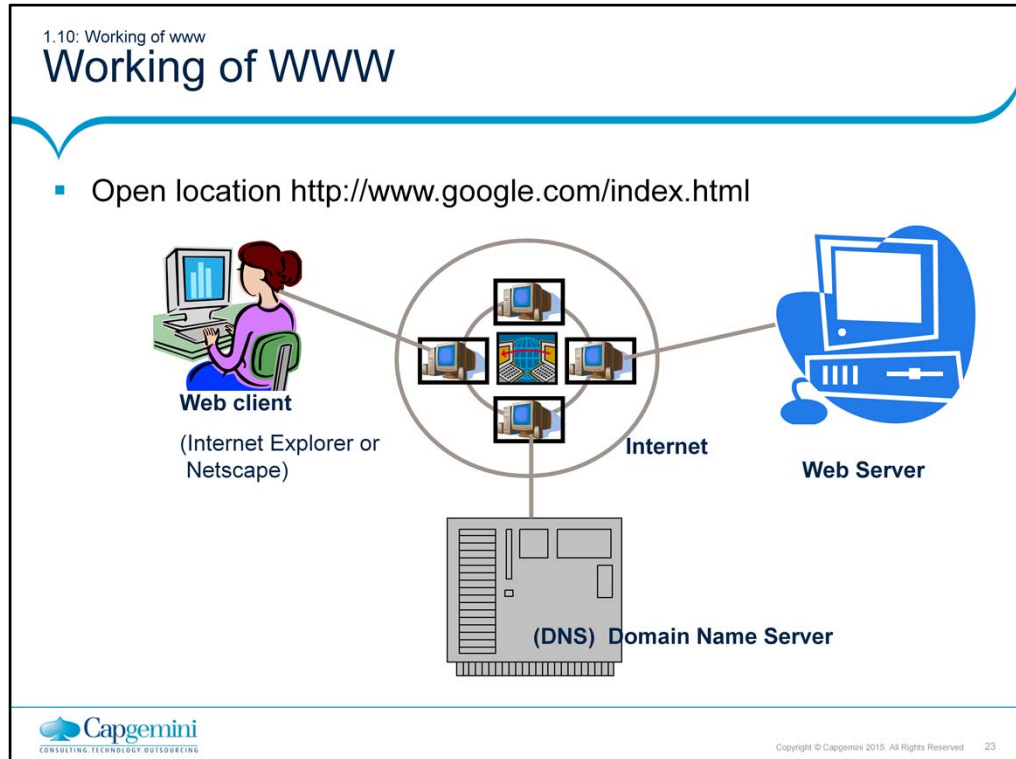 1.10: Working of www
Working of WWW
▪ Open location http://www.google.com/index.html
Web client
(Internet Explorer or
Netscape)
Internet
Web Server
(DNS) Domain Name Server
Capgemini
CONSULTING.TECHNOLOGY.OUTSOURCING
Copyright © Capgemini 2015. All Rights Reserved 23